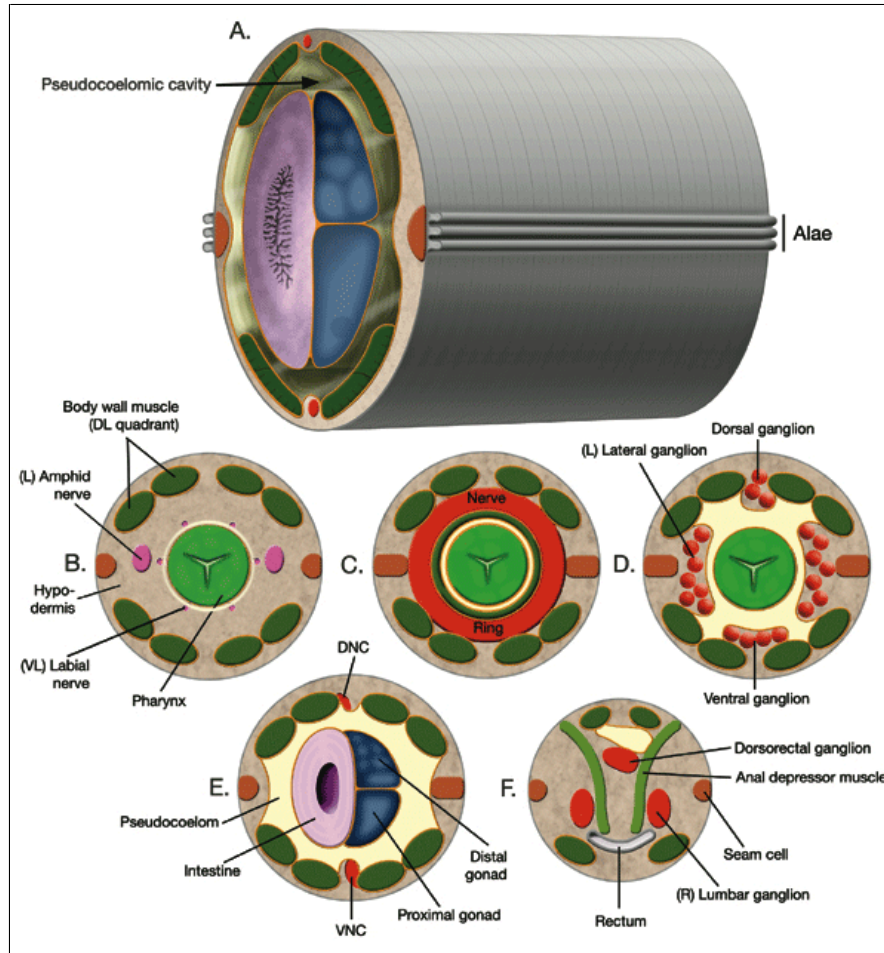 A.
Pseudocoelomic cavity
Alae
Body wall muscle
(DL quadrant)
(L) Amphid
nerve
B.
Hypo-
dermis
(VL) Labial
nerve
Pharynx
C.
Nerve
Ring
Dorsal ganglion
(L) Lateral ganglion
D.
Ventral ganglion
DNC
E.
Pseudocoelom
Intestine
VNC
Distal
gonad
Proximal gonad
F.
Dorsorectal ganglion
Anal depressor muscle
Seam cell
(R) Lumbar ganglion
Rectum